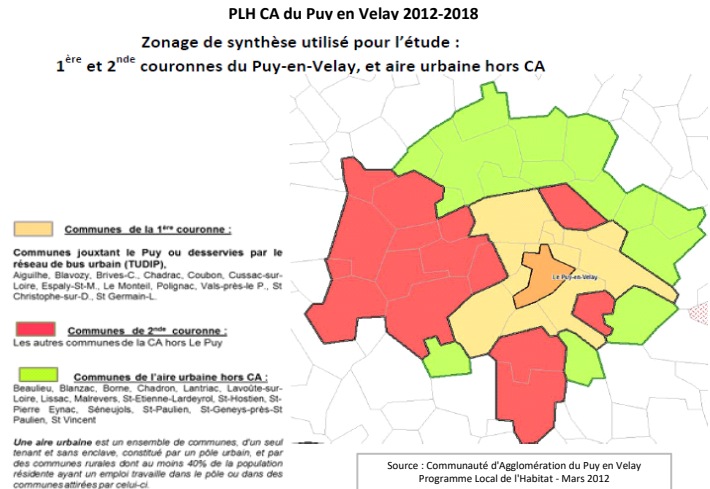 PLH CA du Puy en Velay 2012-2018
Zonage de synthèse utilisé pour l'étude :
1ère et 2nde couronnes du Puy-en-Velay, et aire urbaine hors CA
Communes de la 1ère couronne :
Communes jouxtant le Puy ou desservies par le
réseau de bus urbain (TUDIP),
Aiguilhe, Blavozy, Brives-C., Chadrac, Coubon, Cussac-sur-
Loire, Espaly-St-M., Le Monteil, Polignac, Vals-près-le P., St
Christophe-sur-D., St Germain-L.
Communes de 2nde couronne :
Les autres communes de la CA hors Le Puy
Communes de l'aire urbaine hors CA :
Beaulieu, Blanzac, Borne, Chadron, Lantriac, Lavoûte-sur-
Loire, Lissac, Malrevers, St-Etienne-Lardeyrol, St-Hostien, St-
Pierre Eynac, Séneujols, St-Paulien, St-Geneys-près-St
Paulien, St Vincent
Une aire urbaine est un ensemble de communes, d'un seul
tenant et sans enclave, constitué par un pôle urbain, et par
des communes rurales dont au moins 40% de la population
résidente ayant un emploi travaille dans le pôle ou dans des
communes attirées par celui-ci.
Le Puy-en-Velay
Source : Communauté d'Agglomération du Puy en Velay
Programme Local de l'Habitat - Mars 2012